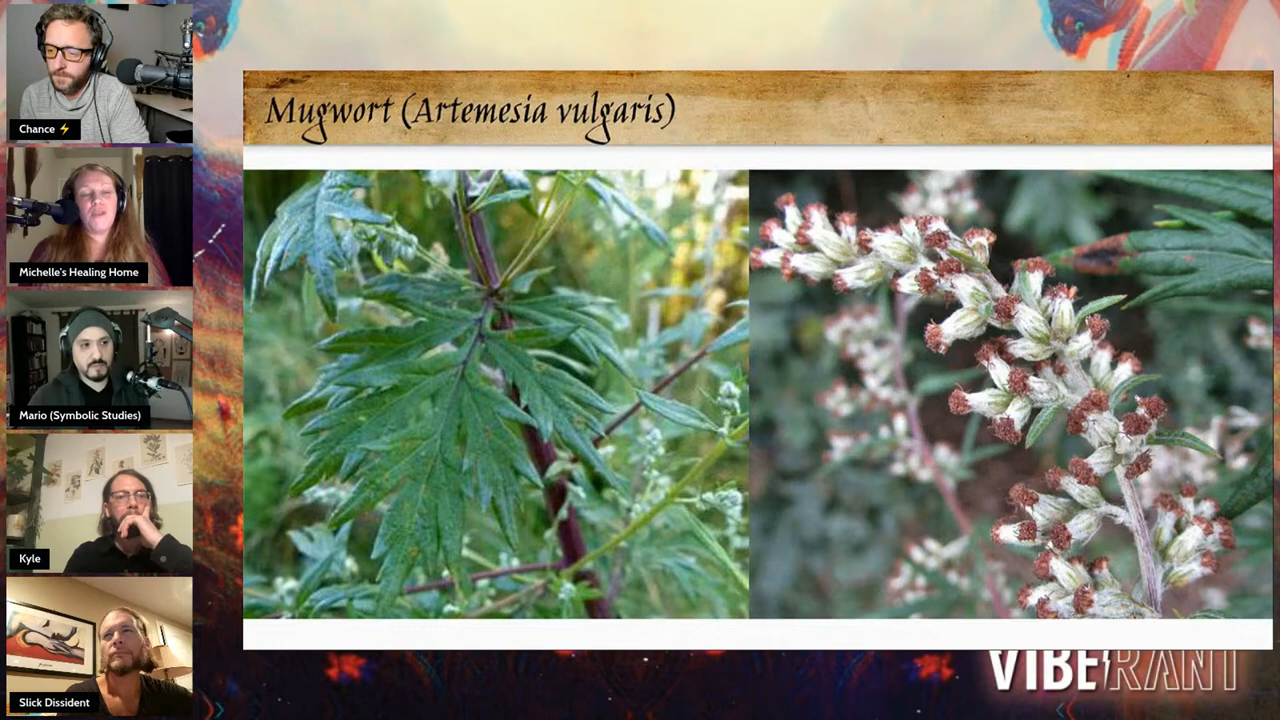 Chance⚡
Michelle's Healing Home
Mario (Symbolic Studies)
Kyle
Slick Dissident
Mugwort (Artemesia vulgaris)
VIBERANT